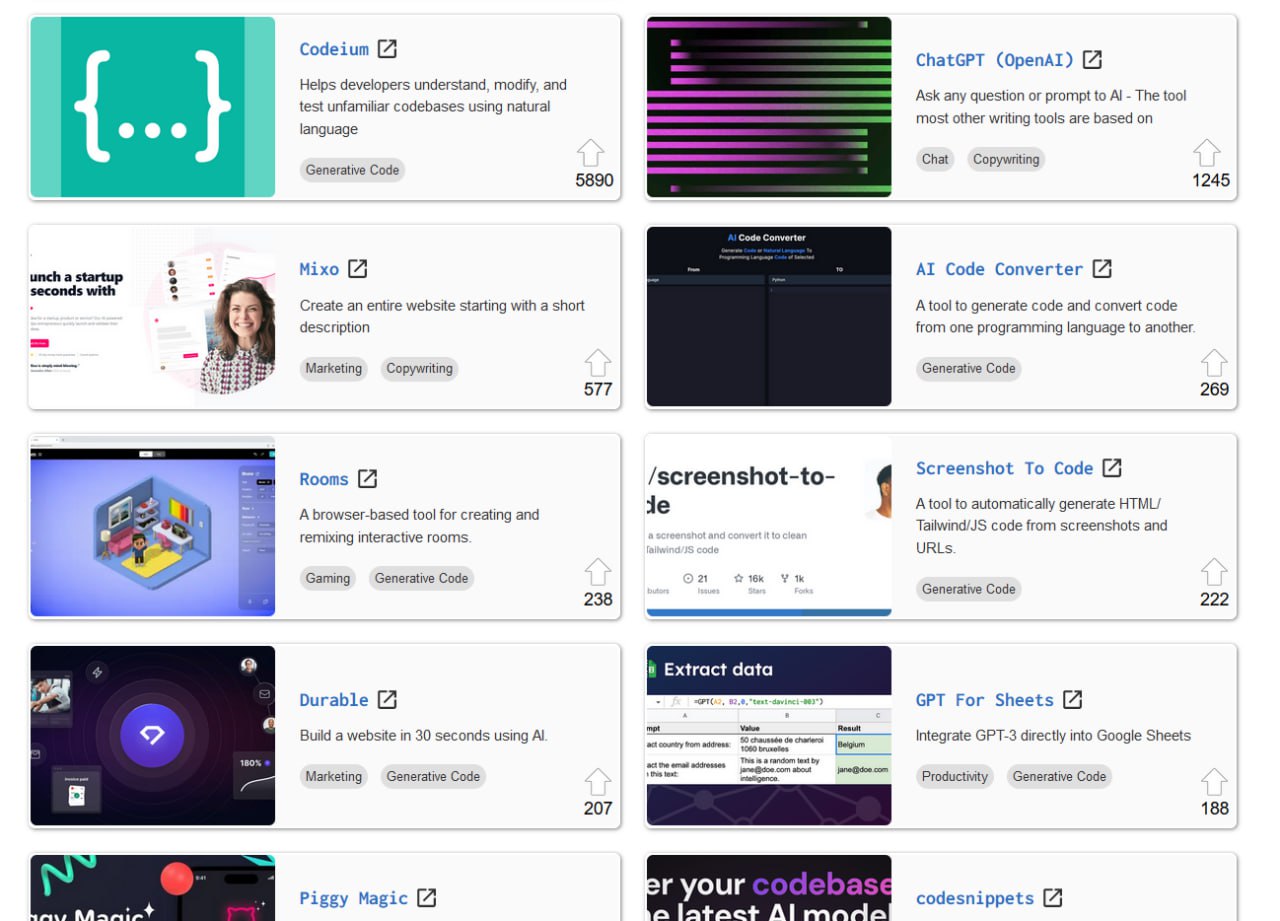 {...}
Codeium
Helps developers understand, modify, and
test unfamiliar codebases using natural
language
Generative Code
5890
ChatGPT (OpenAI)
Ask any question or prompt to AI - The tool
most other writing tools are based on
Chat Copywriting
1245
unch a startup
seconds with
Mixo
Create an entire website starting with a short
description
Marketing Copywriting
577
AI Code Converter
Generate Code or Natural Language To
Programming Language Code of Selected
From TO
Python
1
AI Code Converter
A tool to generate code and convert code
from one programming language to another.
Generative Code
269
Rooms
A browser-based tool for creating and
remixing interactive rooms.
Gaming Generative Code
238
/screenshot-to-
de
a screenshot and convert it to clean
Tailwind/JS code
21 16k 1k
butors Issues Stars Forks
Screenshot To Code
A tool to automatically generate HTML/
Tailwind/JS code from screenshots and
URLs.
Generative Code
222
Invoice paid
180%
Durable
Build a website in 30 seconds using AI.
Marketing Generative Code
207
Extract data
fx =GPT(A2, B2,0,"text-davinci-003")
A B C
mpt Value Result
act country from address: 50 chaussée de charleroi
1060 bruxelles Belgium
act the email addresses
this text: This is a random text by
jane@doe.com about
intelligence. jane@doe.com
GPT For Sheets
Integrate GPT-3 directly into Google Sheets
Productivity Generative Code
188
9:41
ggy Magic
Piggy Magic
er your codebase
e latest AI model
codesnippets